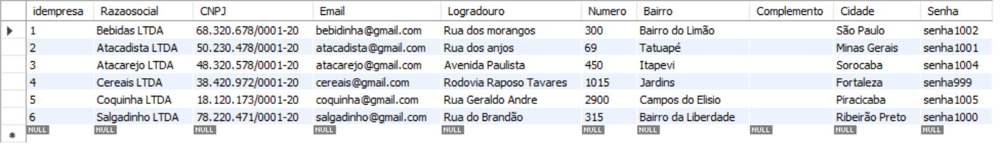 idempresa Razaosocial CNPJ Email Logradouro Numero Bairro Complemento Cidade Senha
1 Bebidas LTDA 68.320.678/0001-20 bebidinha@gmail.com Rua dos morangos 300 Bairro do Limão São Paulo senha1002
2 Atacadista LTDA 50.230.478/0001-20 atacadista@gmail.com Rua dos anjos 69 Tatuapé Minas Gerais senha1001
3 Atacarejo LTDA 48.320.578/0001-20 atacarejo@gmail.com Avenida Paulista 450 Itapevi Sorocaba senha1004
4 Cereais LTDA 38.420.972/0001-20 cereais@gmail.com Rodovia Raposo Tavares 1015 Jardins Fortaleza senha999
5 Coquinha LTDA 18.120.173/0001-20 coquinha@gmail.com Rua Geraldo Andre 2900 Campos do Elisio Piracicaba senha1005
6 Salgadinho LTDA 78.220.471/0001-20 salgadinho@gmail.com Rua do Brandão 315 Bairro da Liberdade Ribeirão Preto senha1000
NULL NULL NULL NULL NULL NULL NULL NULL NULL NULL